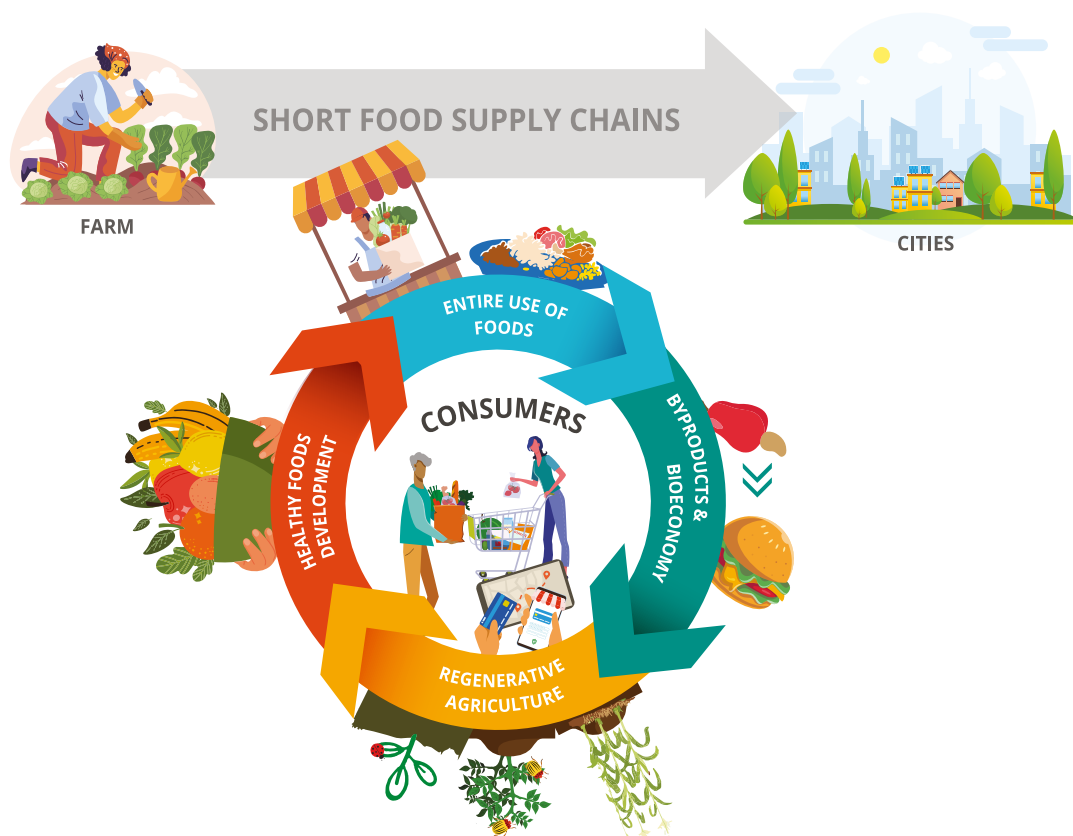 SHORT FOOD SUPPLY CHAINS
FARM
CITIES
ENTIRE USE OF
FOODS
CONSUMERS
BYPRODUCTS &
BIOECONOMY
HEALTHY FOODS
DEVELOPMENT
REGENERATIVE
AGRICULTURE